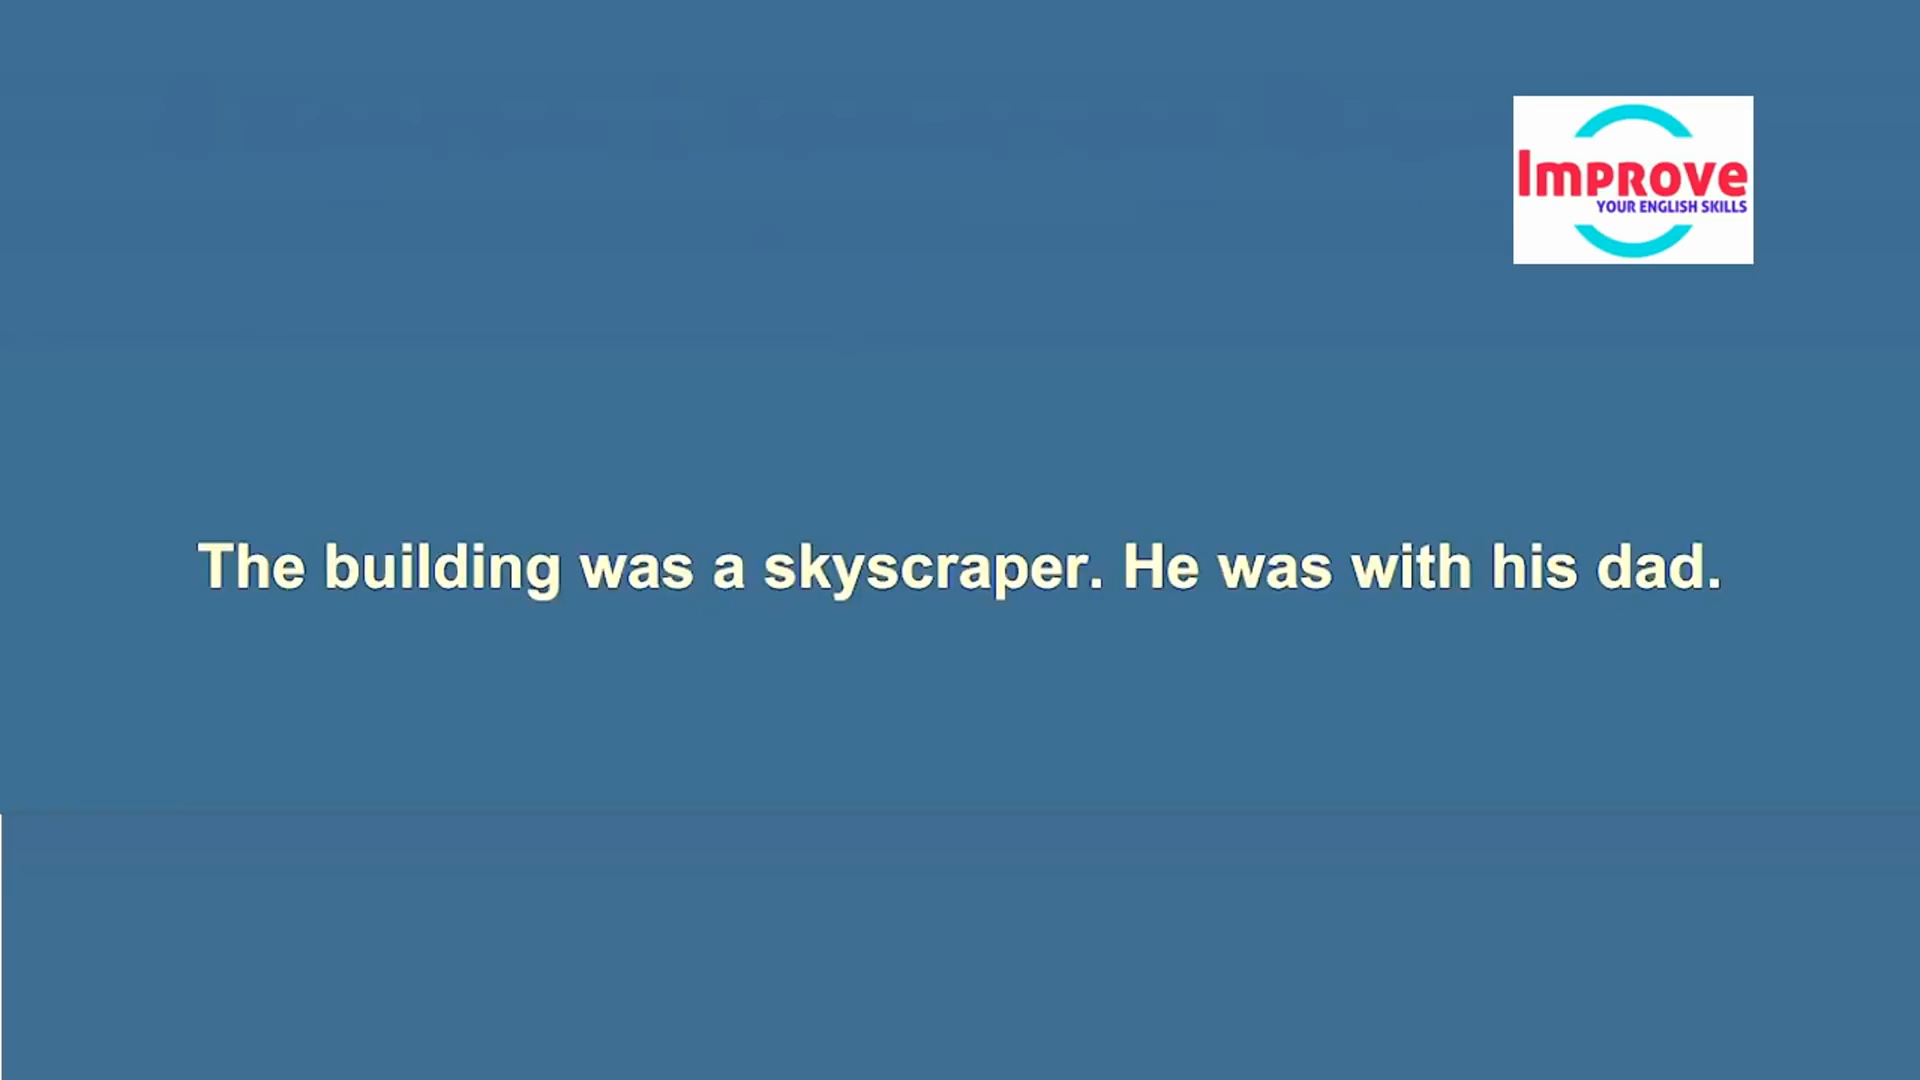 Improve
YOUR ENGLISH SKILLS
The building was a skyscraper. He was with his dad.